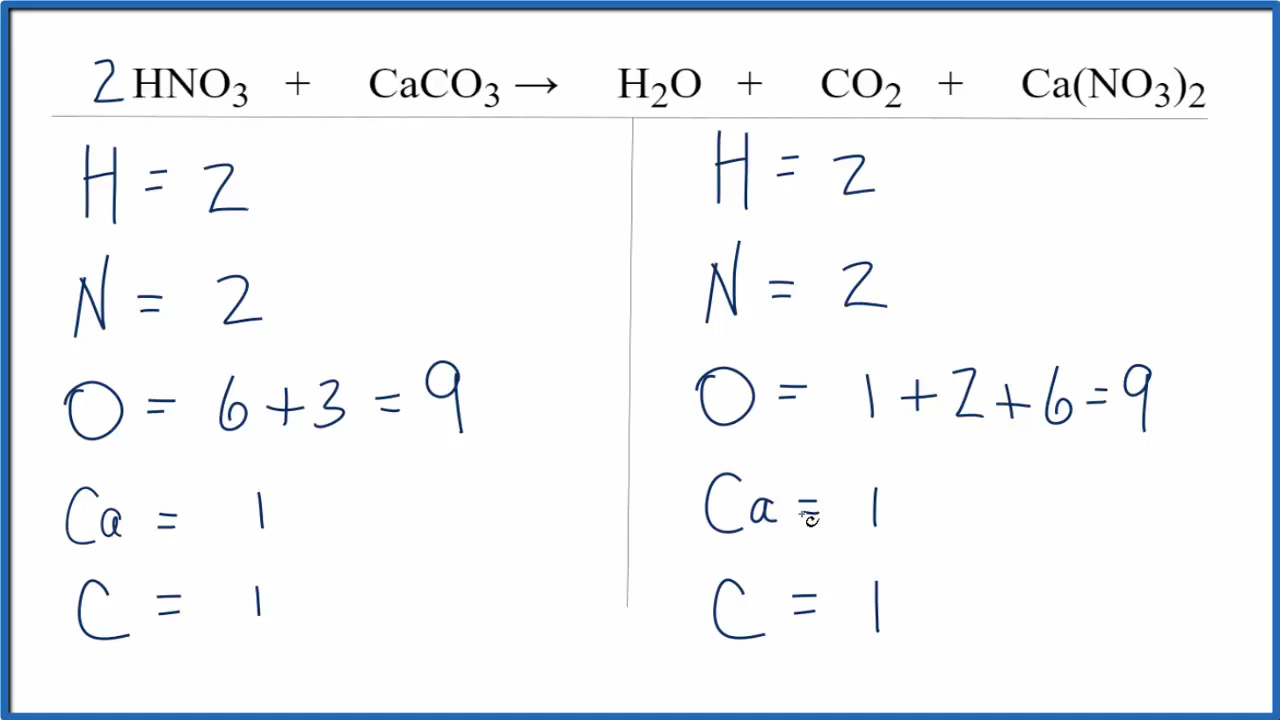 2 HNO₃ + CaCO₃ → H₂O + CO₂ + Ca(NO₃)₂
H = 2
H = 2
N = 2
N = 2
O = 6+3 = 9
O = 1+2+6=9
Ca = 1
Ca = 1
C = 1
C = 1